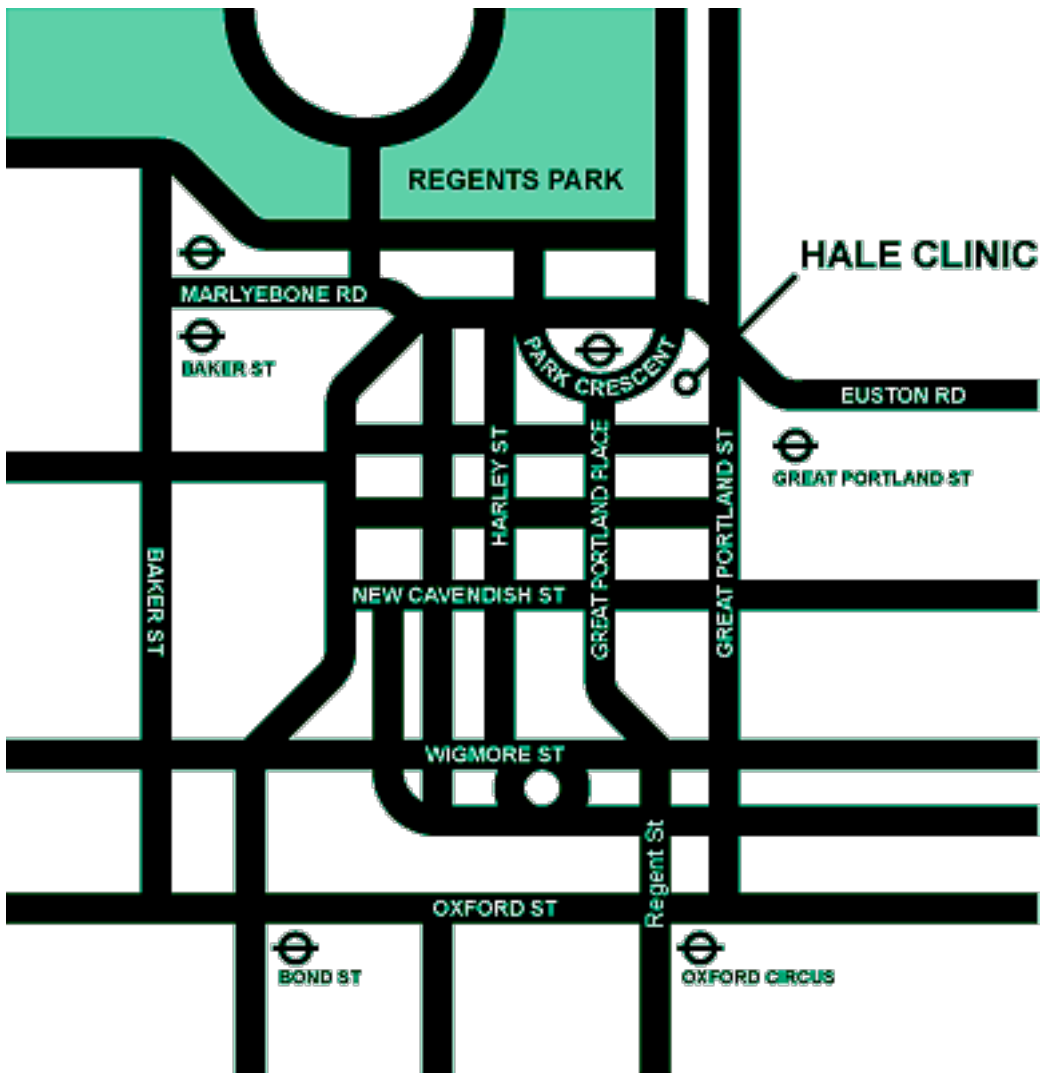 REGENTS PARK
HALE CLINIC
MARLYEBONE RD
BAKER ST
PARK CRESCENT
EUSTON RD
GREAT PORTLAND ST
HARLEY ST
GREAT PORTLAND PLACE
GREAT PORTLAND ST
BAKER ST
NEW CAVENDISH ST
WIGMORE ST
Regent St
OXFORD ST
BOND ST
OXFORD CIRCUS